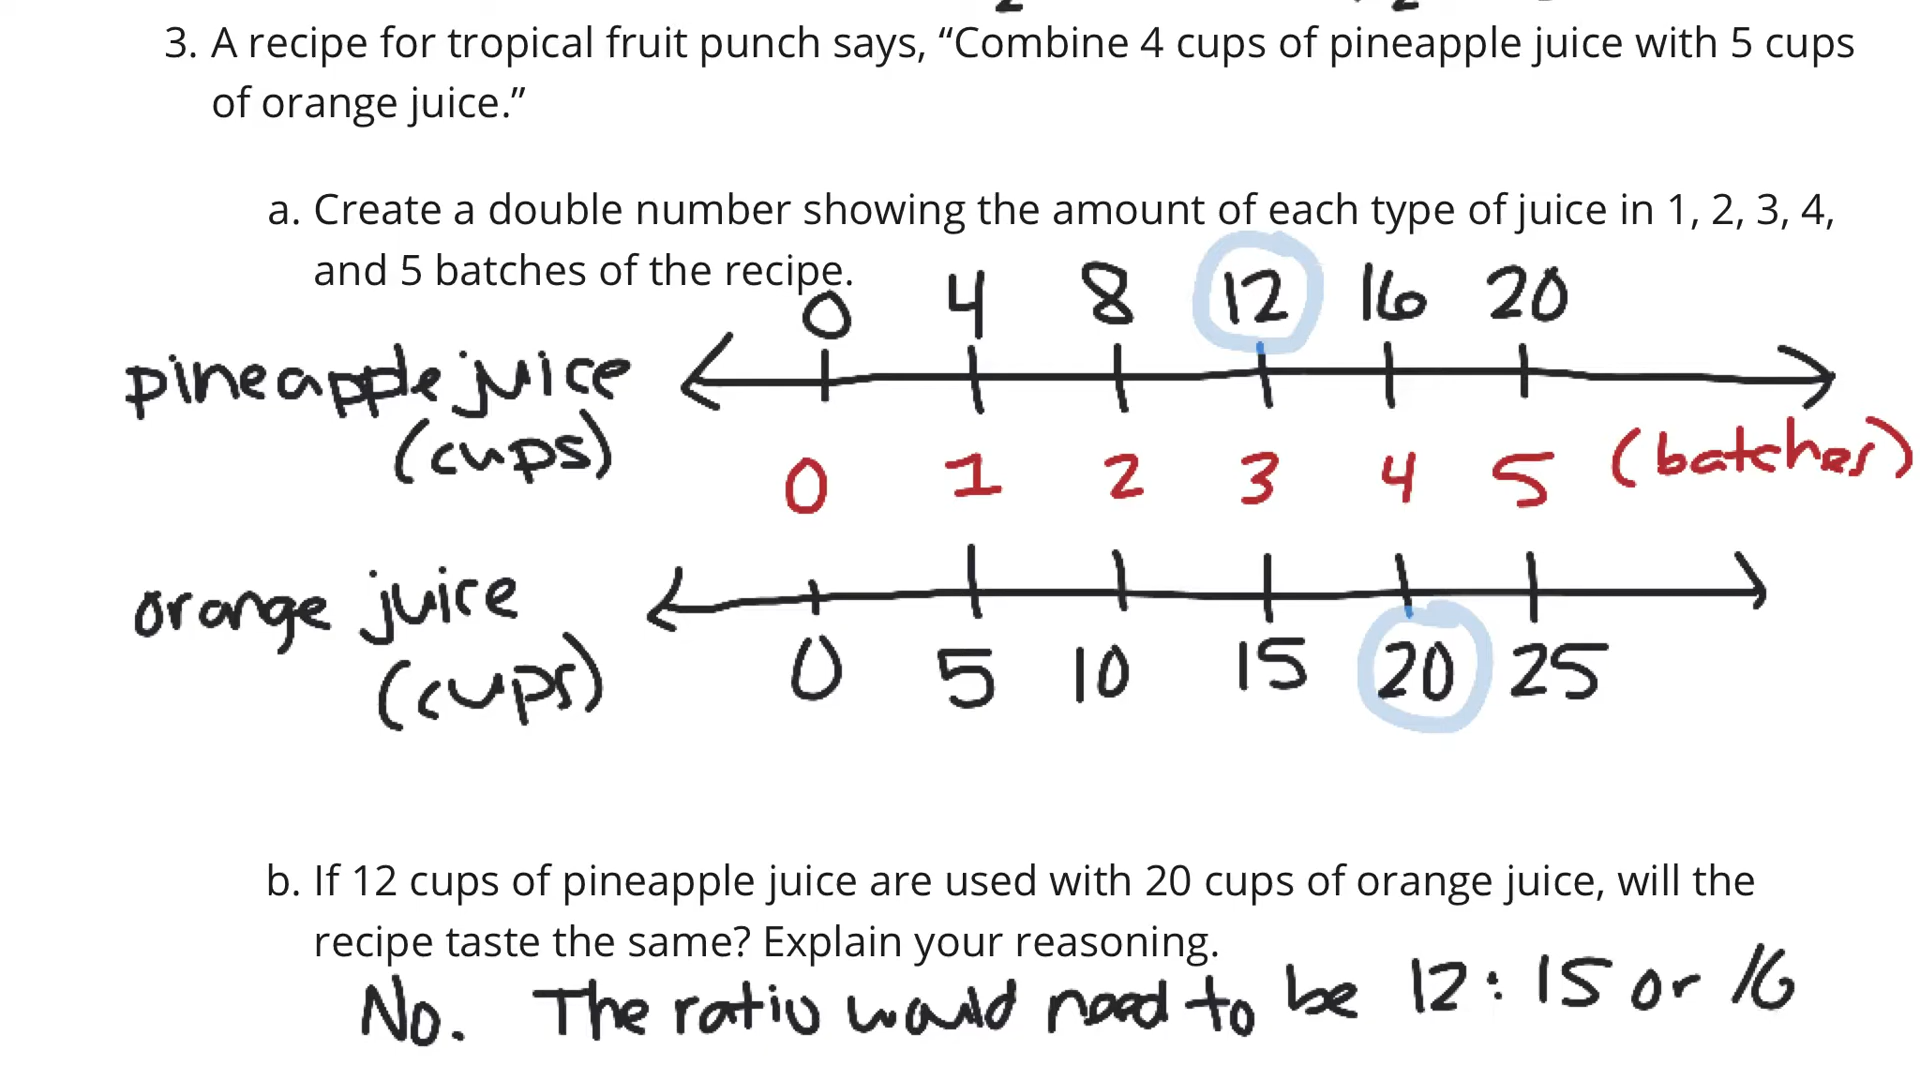 3. A recipe for tropical fruit punch says, “Combine 4 cups of pineapple juice with 5 cups
of orange juice.”
a. Create a double number showing the amount of each type of juice in 1, 2, 3, 4,
and 5 batches of the recipe.
0 4 8 12 16 20
pineapple juice
(cups)
0 1 2 3 4 5 (batches)
orange juice
(cups)
0 5 10 15 20 25
b. If 12 cups of pineapple juice are used with 20 cups of orange juice, will the
recipe taste the same? Explain your reasoning.
No. The ratio would need to be 12:15 or 16